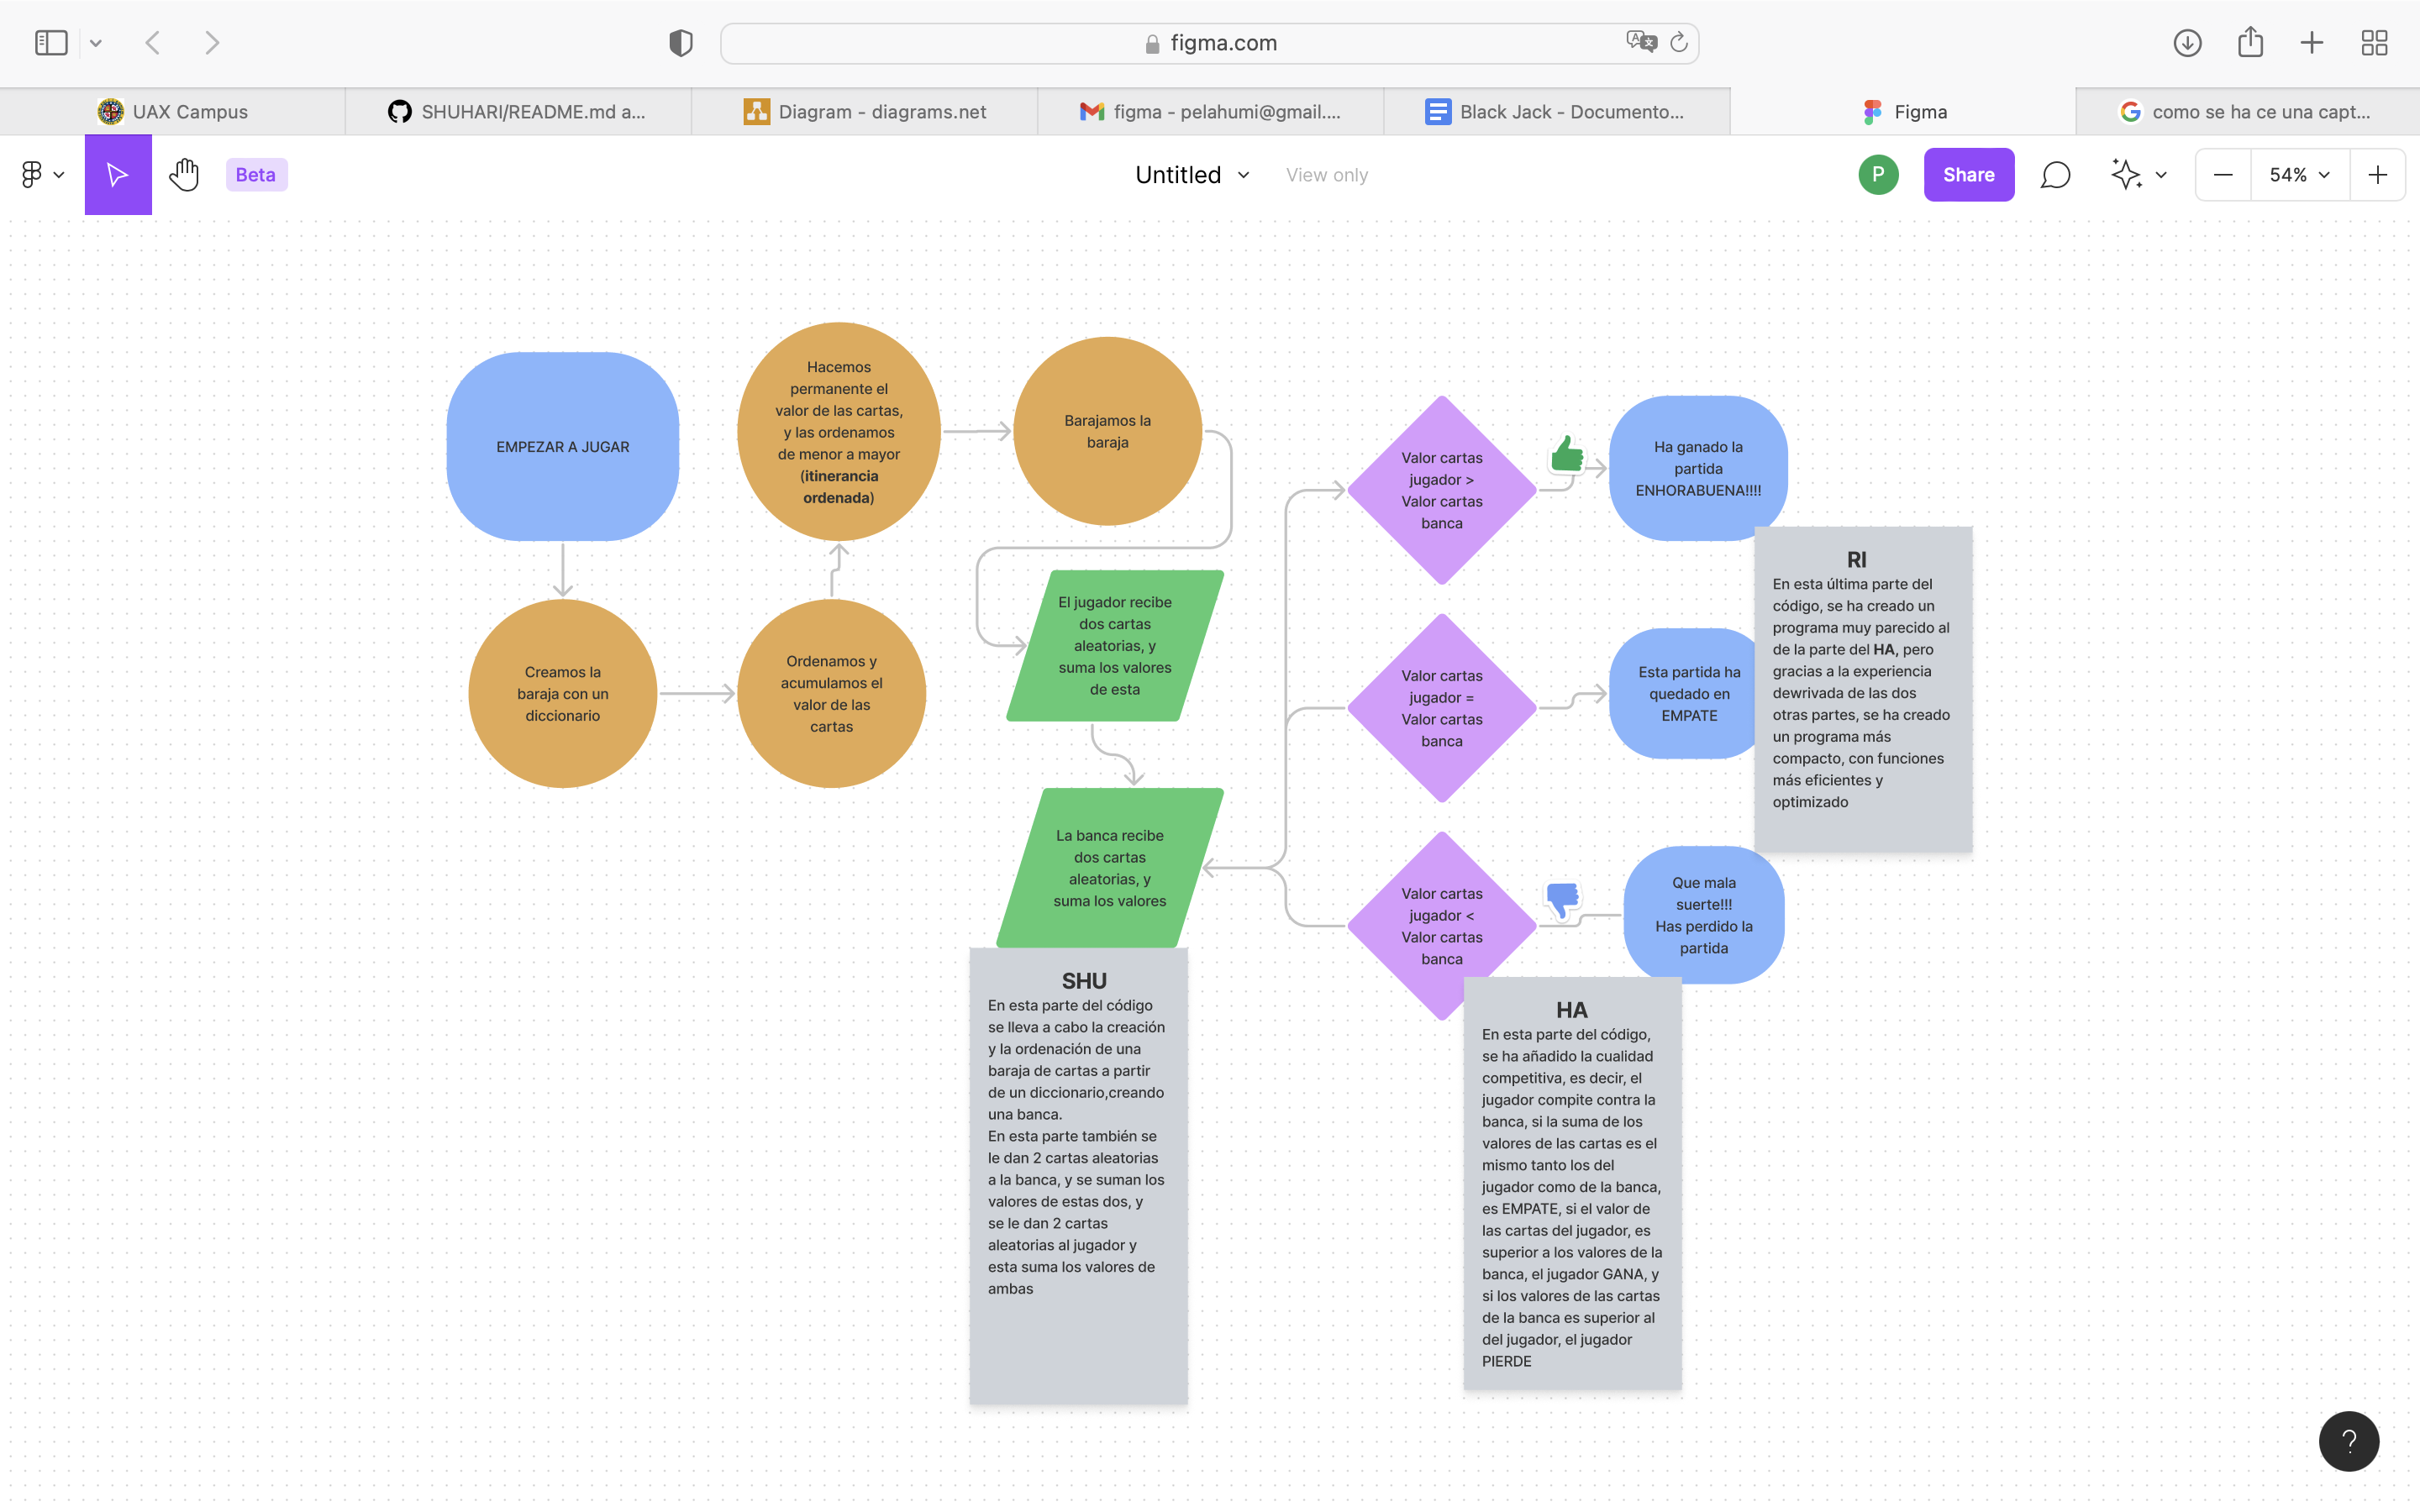 figma.com
UAX Campus
SHUHARI/README.md a...
Diagram - diagrams.net
figma - pelahumi@gmail....
Black Jack - Documento...
Figma
como se ha ce una capt...
Beta
Untitled
View only
P
Share
54%
EMPEZAR A JUGAR
Hacemos
permanente el
valor de las cartas,
y las ordenamos
de menor a mayor
(itinerancia
ordenada)
Barajamos la
baraja
Creamos la
baraja con un
diccionario
Ordenamos y
acumulamos el
valor de las
cartas
El jugador recibe
dos cartas
aleatorias, y
suma los valores
de esta
La banca recibe
dos cartas
aleatorias, y
suma los valores
SHU
En esta parte del código
se lleva a cabo la creación
y la ordenación de una
baraja de cartas a partir
de un diccionario,creando
una banca.
En esta parte también se
le dan 2 cartas aleatorias
a la banca, y se suman los
valores de estas dos, y
se le dan 2 cartas
aleatorias al jugador y
esta suma los valores de
ambas
Valor cartas
jugador >
Valor cartas
banca
Ha ganado la
partida
ENHORABUENA!!!!
Valor cartas
jugador =
Valor cartas
banca
Esta partida ha
quedado en
EMPATE
RI
En esta última parte del
código, se ha creado un
programa muy parecido al
de la parte del HA, pero
gracias a la experiencia
dewrivada de las dos
otras partes, se ha creado
un programa más
compacto, con funciones
más eficientes y
optimizado
Valor cartas
jugador <
Valor cartas
banca
Que mala
suerte!!!
Has perdido la
partida
HA
En esta parte del código,
se ha añadido la cualidad
competitiva, es decir, el
jugador compite contra la
banca, si la suma de los
valores de las cartas es el
mismo tanto los del
jugador como de la banca,
es EMPATE, si el valor de
las cartas del jugador, es
superior a los valores de la
banca, el jugador GANA, y
si los valores de las cartas
de la banca es superior al
del jugador, el jugador
PIERDE
?